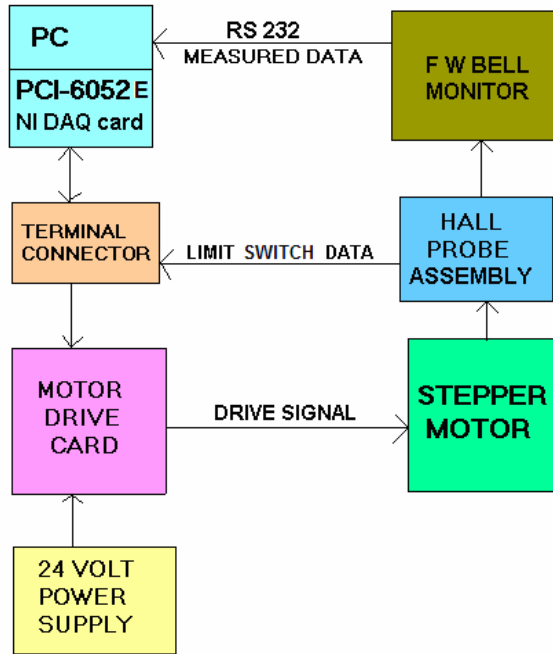 PC
PCI-6052E
NI DAQ card
RS 232
MEASURED DATA
F W BELL
MONITOR
TERMINAL
CONNECTOR
LIMIT SWITCH DATA
HALL
PROBE
ASSEMBLY
MOTOR
DRIVE
CARD
DRIVE SIGNAL
STEPPER
MOTOR
24 VOLT
POWER
SUPPLY